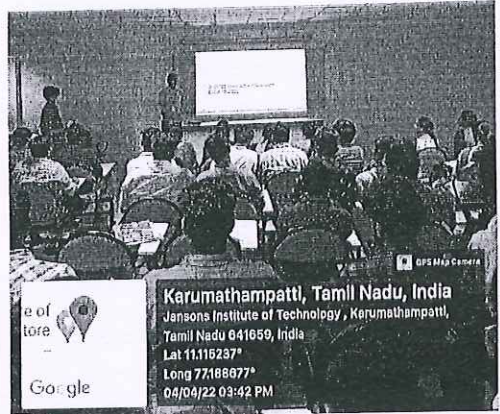 GPS Map Camera
e of
tore
Google
Karumathampatti, Tamil Nadu, India
Jansons Institute of Technology , Karumathampatti,
Tamil Nadu 641659, India
Lat 11.115237°
Long 77.188677°
04/04/22 03:42 PM